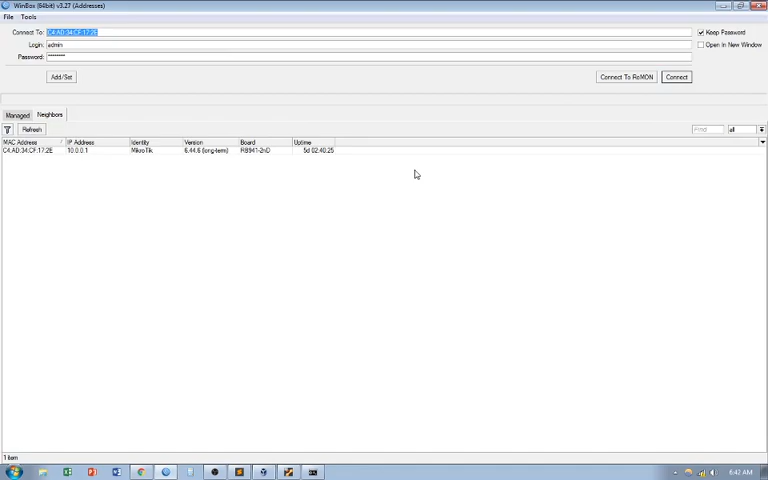 WinBox (64bit) v3.27 (Addresses)
File Tools
Connect To: C4:AD:34:CF:17:2E
Keep Password
Login: admin
Open In New Window
Password: ********
Add/Set
Connect To RoMON
Connect
Managed
Neighbors
Refresh
Find
all
MAC Address IP Address Identity Version Board Uptime
C4:AD:34:CF:17:2E 10.0.0.1 MikroTik 6.44.6 (long-term) RB941-2nD 5d 02:40:25
1 item
6:42 AM